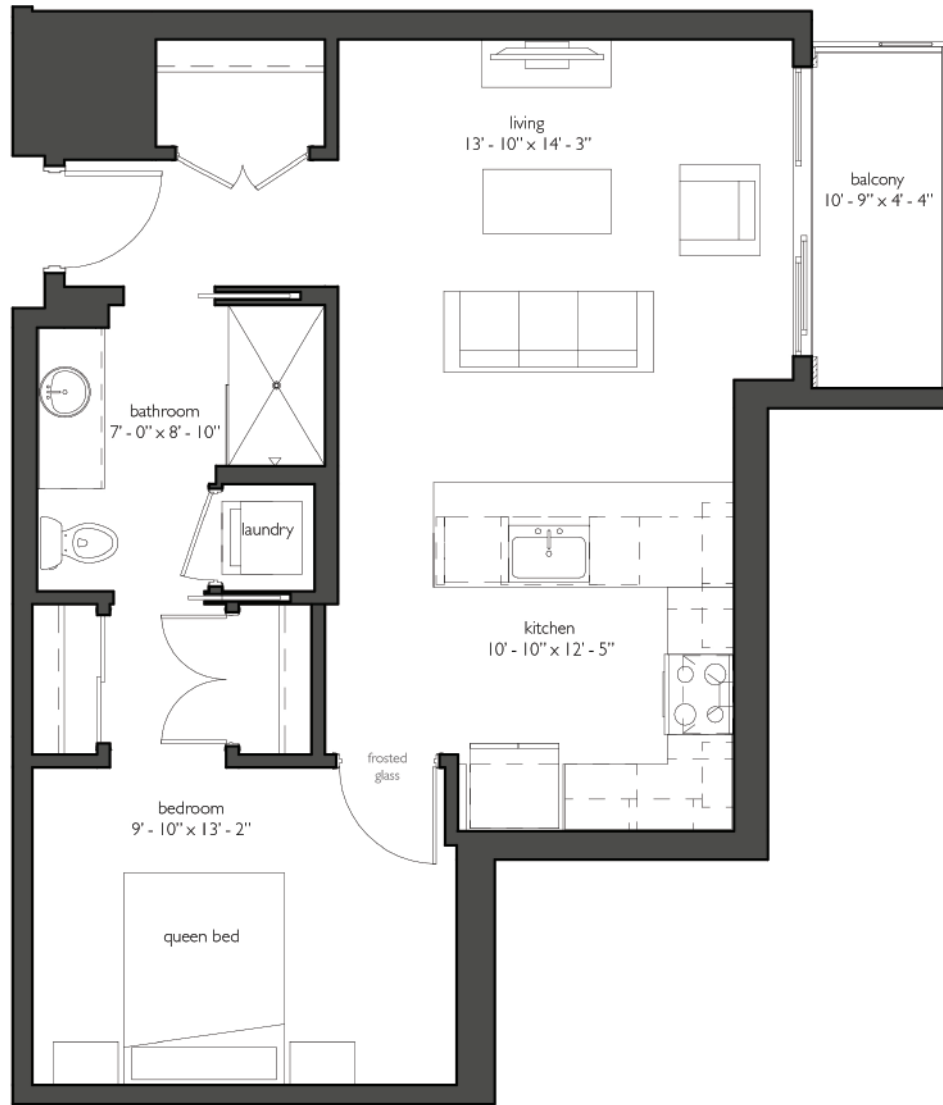 living
13' - 10" x 14' - 3"
balcony
10' - 9" x 4' - 4"
bathroom
7' - 0" x 8' - 10"
laundry
kitchen
10' - 10" x 12' - 5"
frosted
glass
bedroom
9' - 10" x 13' - 2"
queen bed